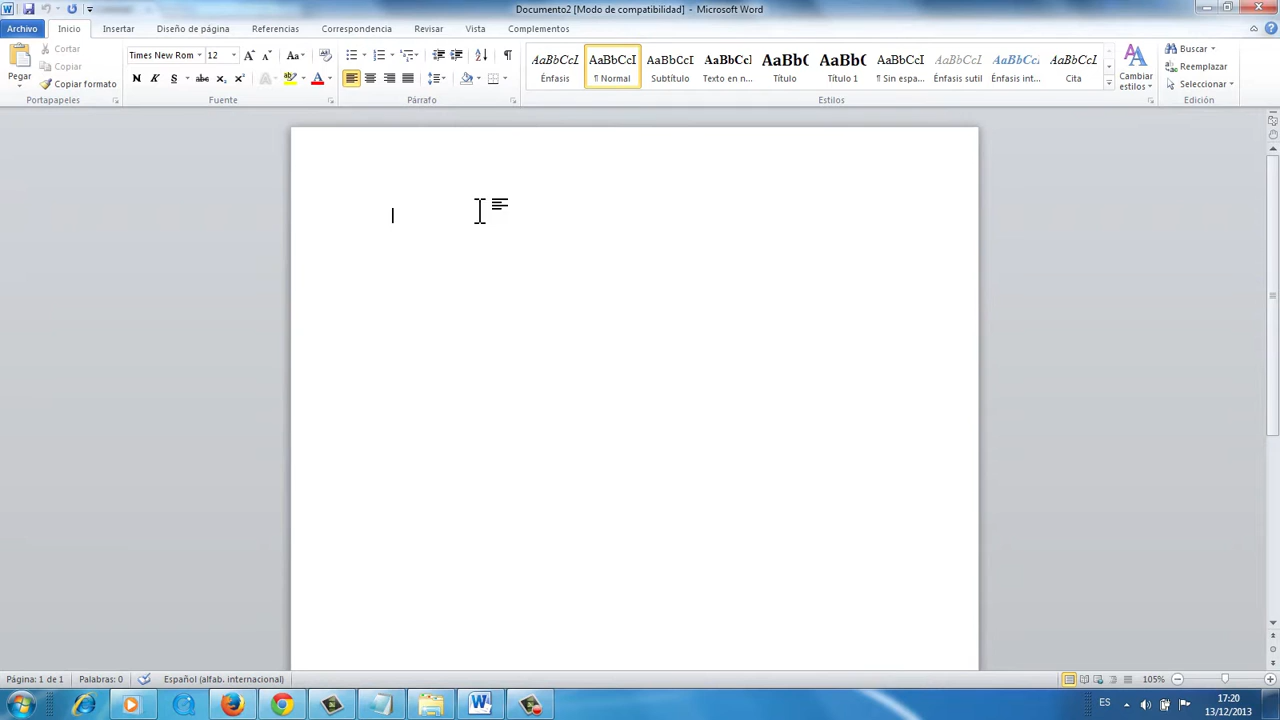 Documento2 [Modo de compatibilidad] - Microsoft Word
Archivo Inicio Insertar Diseño de página Referencias Correspondencia Revisar Vista Complementos
Pegar
Cortar
Copiar
Copiar formato
Portapapeles
Times New Rom 12
Aa
N K S abc x₂ x²
A ab A
Fuente
Párrafo
AaBbCcI AaBbCcI AaBbCcI AaBbCcI AaBbC AaBbC AaBbCcI AaBbCcI AaBbCcI AaBbCcI
Énfasis ¶ Normal Subtítulo Texto en n... Título Título 1 ¶ Sin espa... Énfasis sutil Énfasis int... Cita
Estilos
Cambiar
estilos
Buscar
Reemplazar
Seleccionar
Edición
Página: 1 de 1 Palabras: 0 Español (alfab. internacional) 105%
ES 17:20
13/12/2013